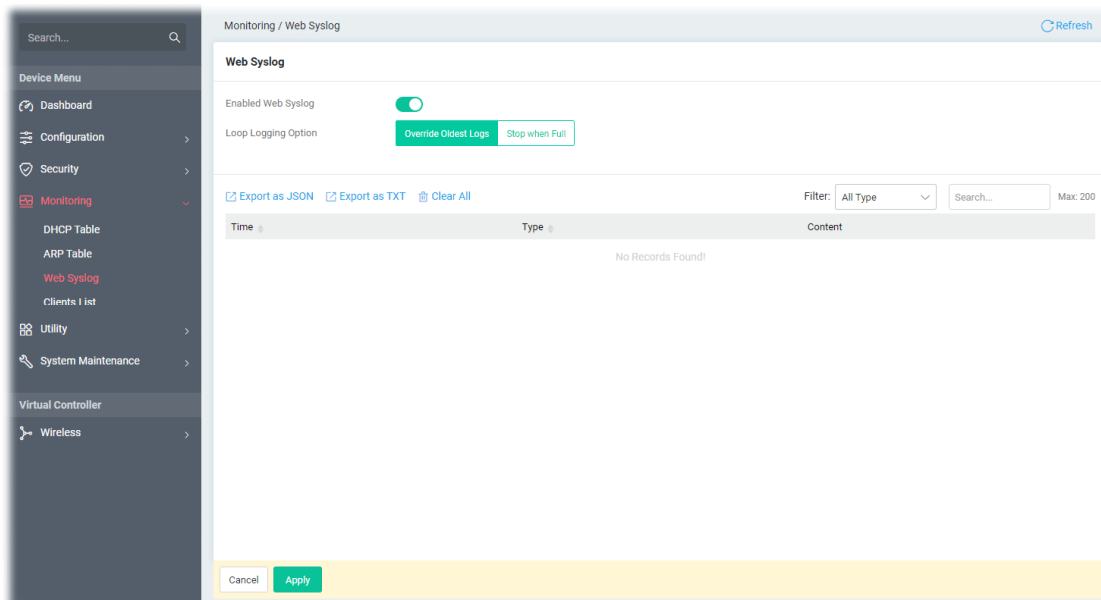 Search...
Device Menu
Dashboard
Configuration
Security
Monitoring
DHCP Table
ARP Table
Web Syslog
Clients List
Utility
System Maintenance
Virtual Controller
Wireless
Monitoring / Web Syslog
Refresh
Web Syslog
Enabled Web Syslog
Loop Logging Option
Override Oldest Logs Stop when Full
Export as JSON Export as TXT Clear All Filter: All Type Search... Max: 200
Time Type Content
No Records Found!
Cancel Apply